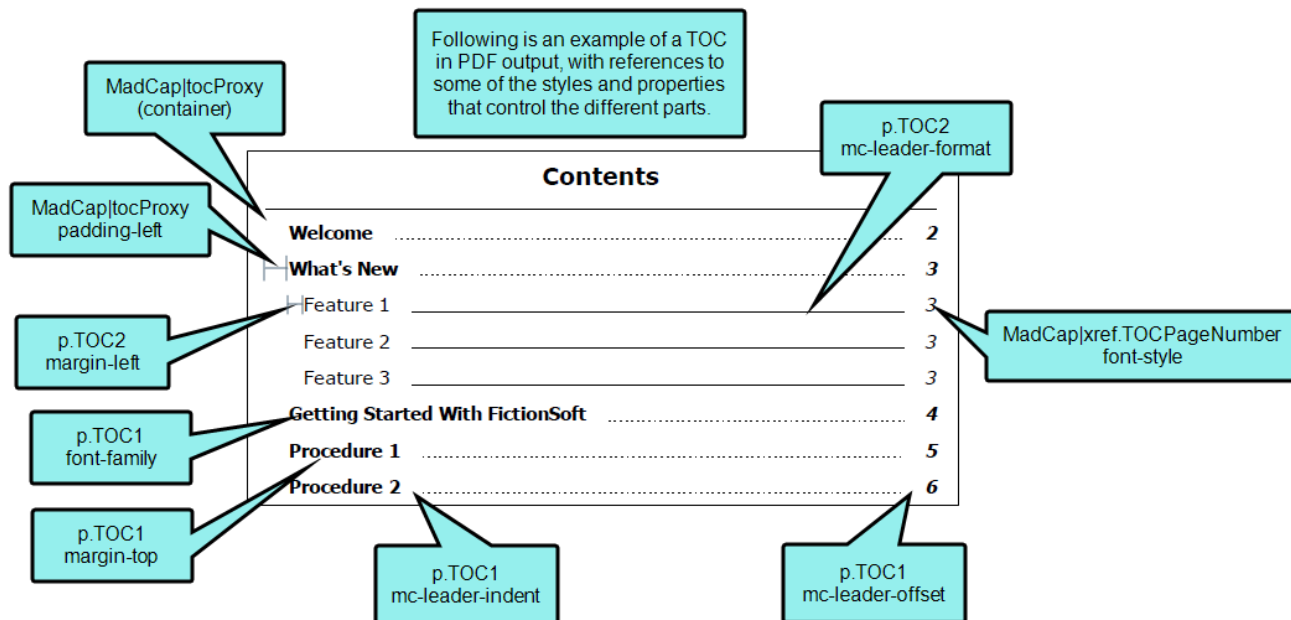 Following is an example of a TOC
in PDF output, with references to
some of the styles and properties
that control the different parts.
MadCap|tocProxy
(container)
p.TOC2
mc-leader-format
MadCap|tocProxy
padding-left
p.TOC2
margin-left
p.TOC1
font-family
p.TOC1
margin-top
Contents
Welcome 2
What's New 3
Feature 1 3
Feature 2 3
Feature 3 3
Getting Started With FictionSoft 4
Procedure 1 5
Procedure 2 6
MadCap|xref.TOCPageNumber
font-style
p.TOC1
mc-leader-indent
p.TOC1
mc-leader-offset